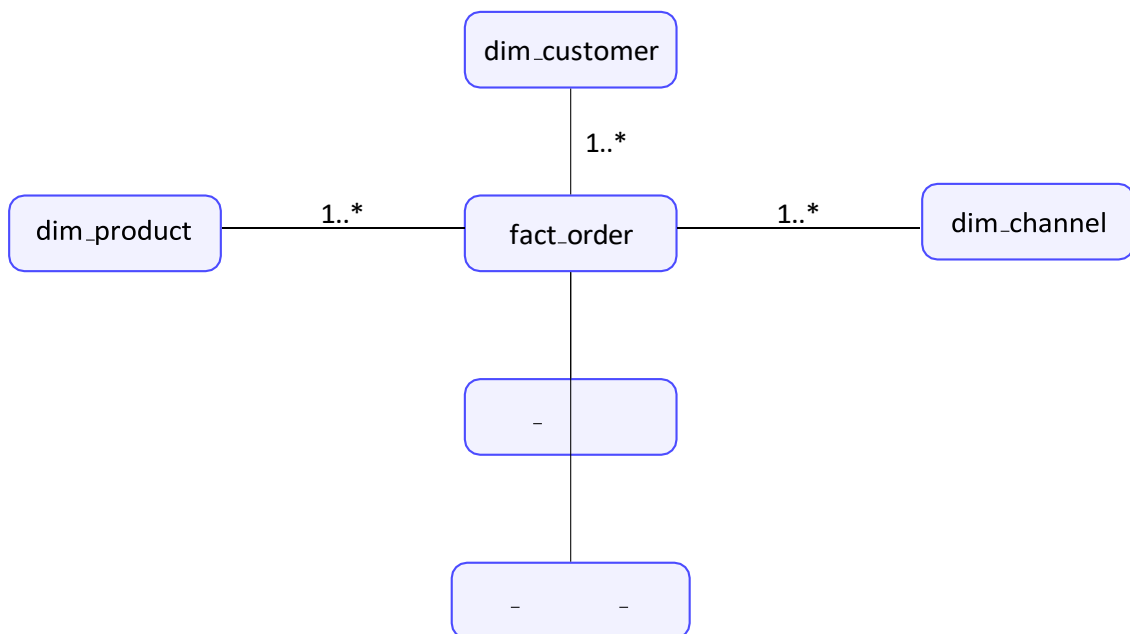 dim_customer
1..*
1..*
1..*
dim_product
fact_order
dim_channel
_
_ _